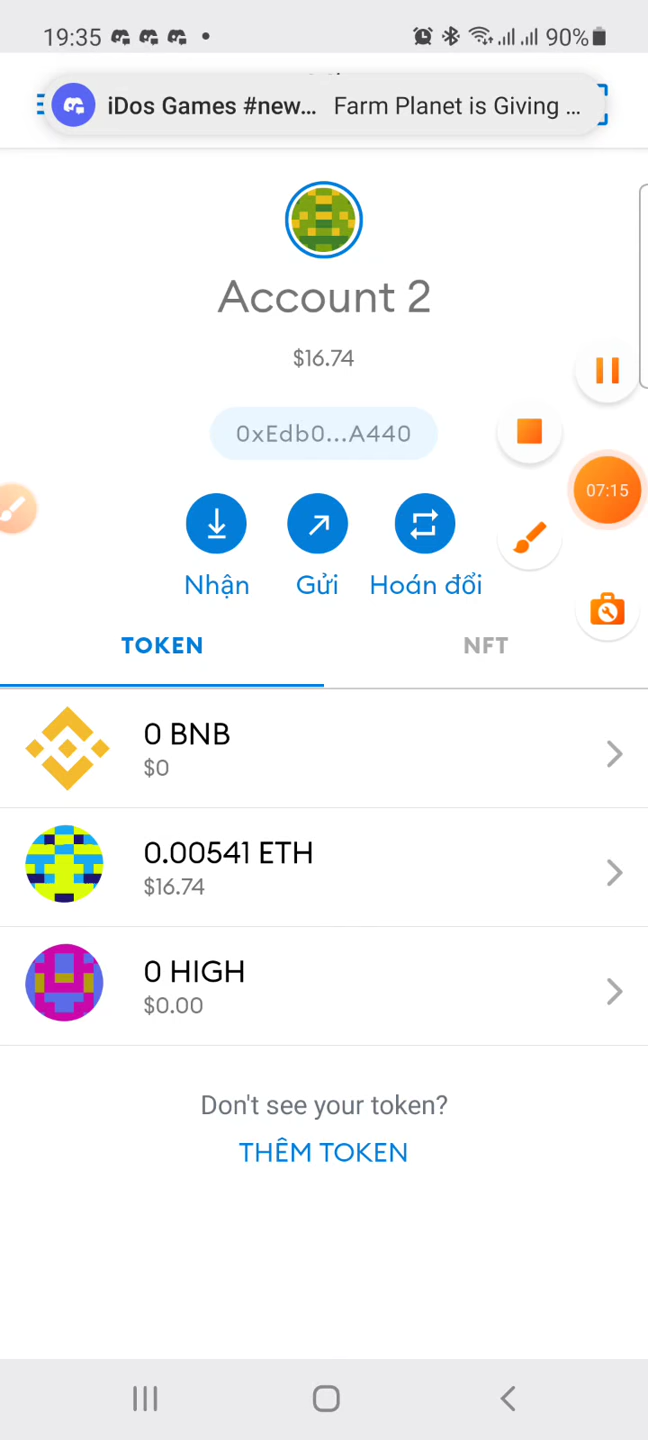 19:35
90%
iDos Games #new... Farm Planet is Giving ...
Account 2
$16.74
0xEdb0...A440
07:15
Nhận Gửi Hoán đổi
TOKEN NFT
0 BNB
$0
0.00541 ETH
$16.74
0 HIGH
$0.00
Don't see your token?
THÊM TOKEN